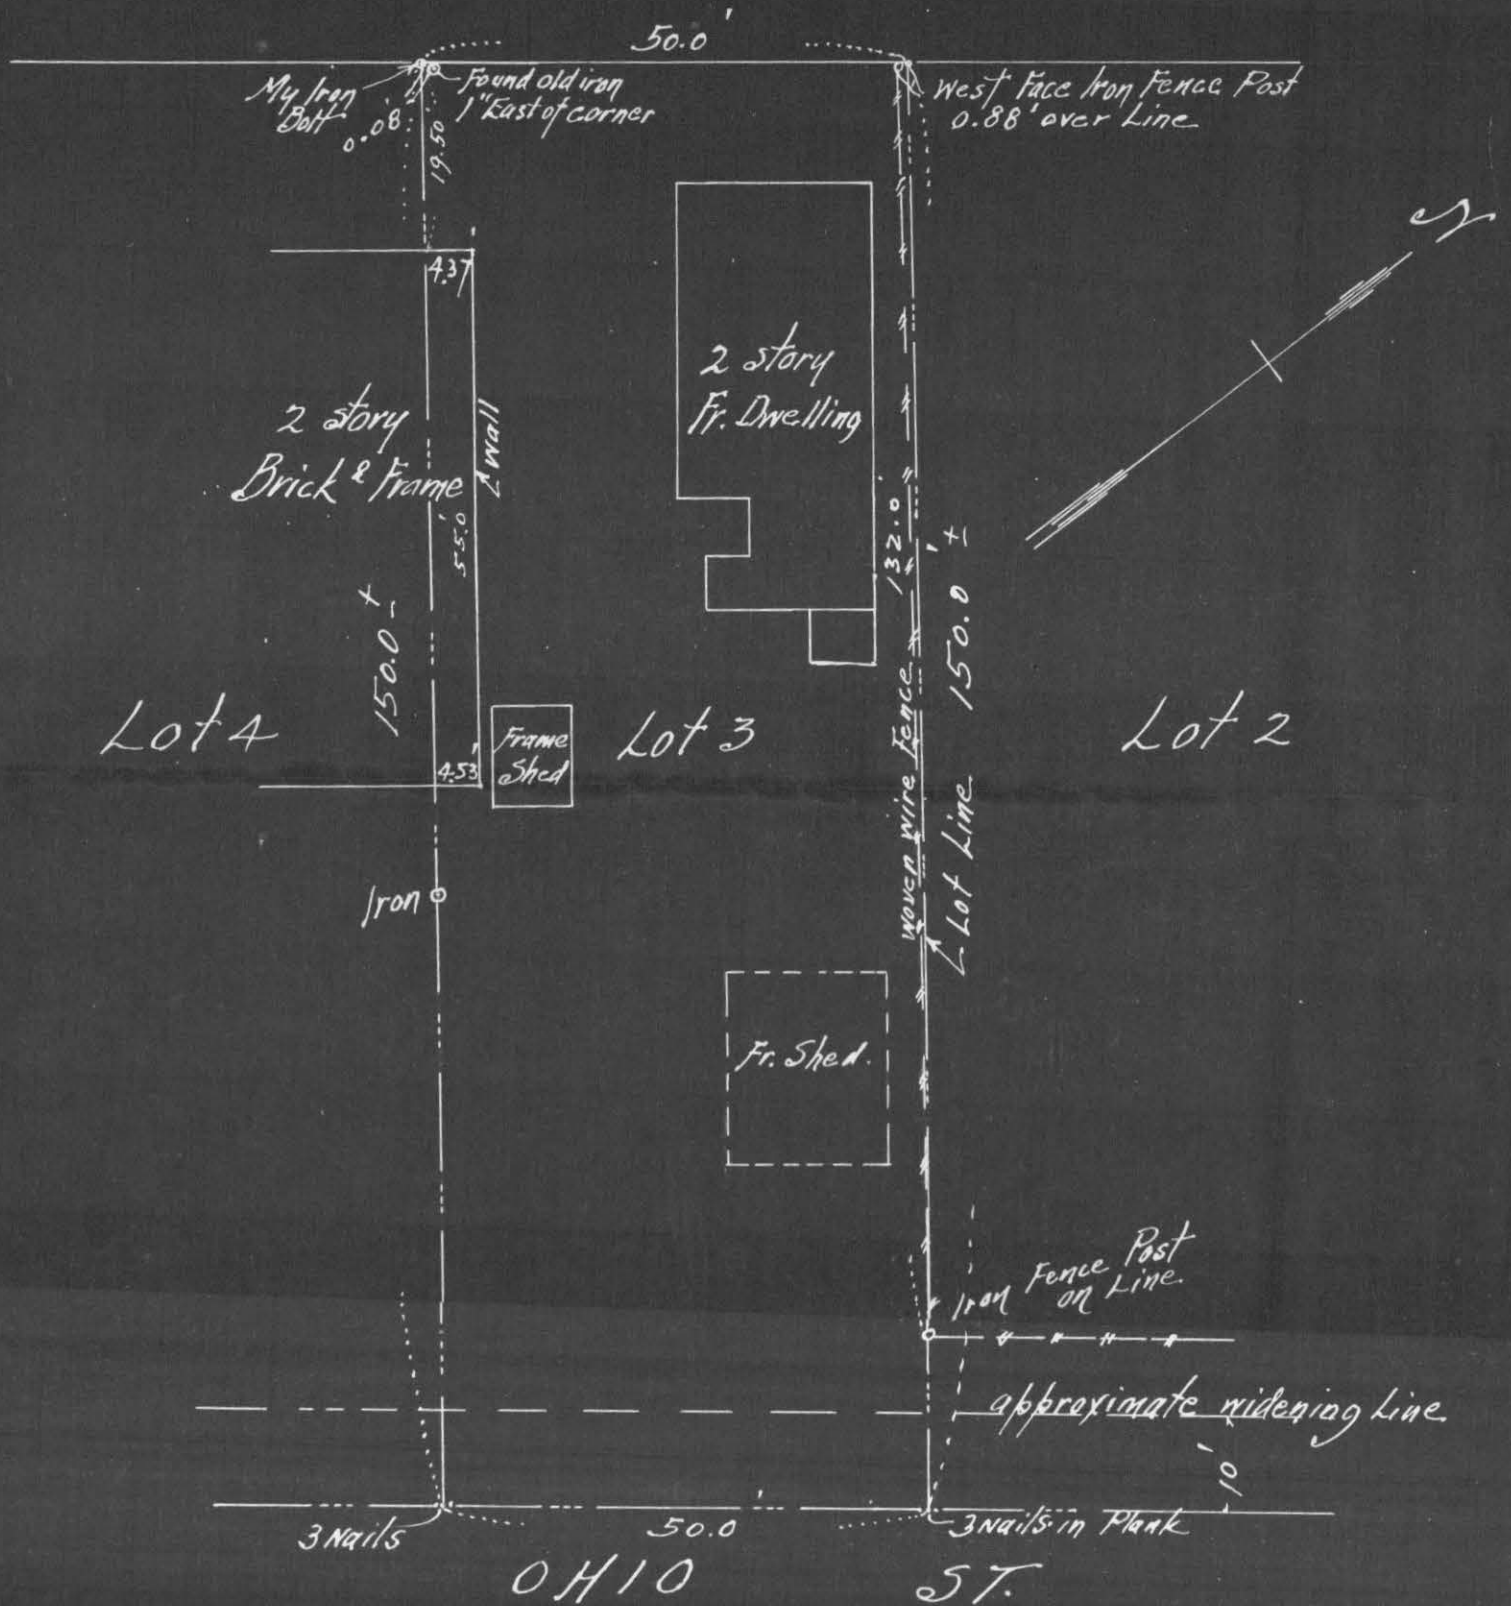 50.0'
My Iron
Bolt
Found old iron
1" East of corner
West Face Iron Fence Post
0.88' over Line
0.08'
19.50
4.37'
2 story
Brick & Frame
Wall
55.0'
2 story
Fr. Dwelling
132.0'
150.0 ±
150.0 ±
Lot 4
4.53'
Frame
Shed
Lot 3
Woven Wire Fence
Lot Line
Lot 2
Iron
Fr. Shed.
Iron Fence Post
on Line.
approximate widening Line
10'
3 Nails
50.0'
3 Nails in Plank
OHIO ST.